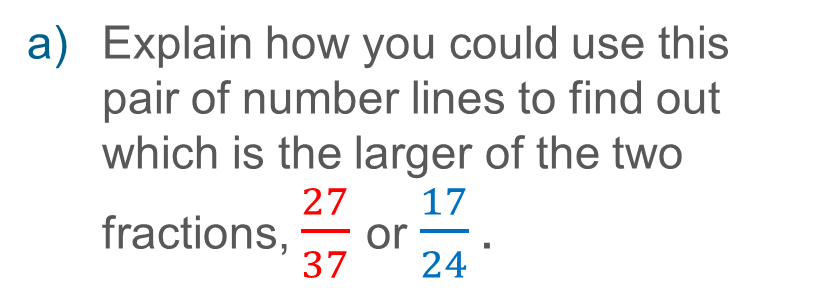 a) Explain how you could use this
pair of number lines to find out
which is the larger of the two
fractions, 27/37 or 17/24 .